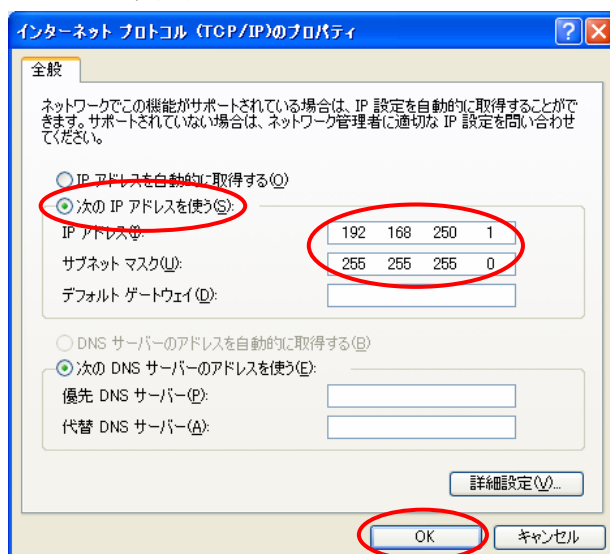 インターネット プロトコル (TCP/IP)のプロパティ
全般
ネットワークでこの機能がサポートされている場合は、IP 設定を自動的に取得することがで
きます。サポートされていない場合は、ネットワーク管理者に適切な IP 設定を問い合わせ
てください。
IP アドレスを自動的に取得する(O)
次の IP アドレスを使う(S):
IP アドレス(I): 192 168 250 1
サブネット マスク(U): 255 255 255 0
デフォルト ゲートウェイ(D):
DNS サーバーのアドレスを自動的に取得する(B)
次の DNS サーバーのアドレスを使う(E):
優先 DNS サーバー(P):
代替 DNS サーバー(A):
詳細設定(V)...
OK キャンセル